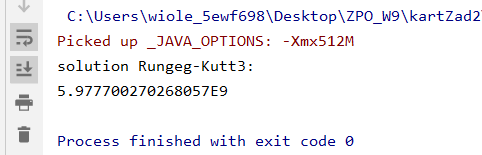 C:\Users\wiole_5ewf698\Desktop\ZPO_W9\kartZad2
Picked up _JAVA_OPTIONS: -Xmx512M
solution Rungeg-Kutt3:
5.977700270268057E9
Process finished with exit code 0